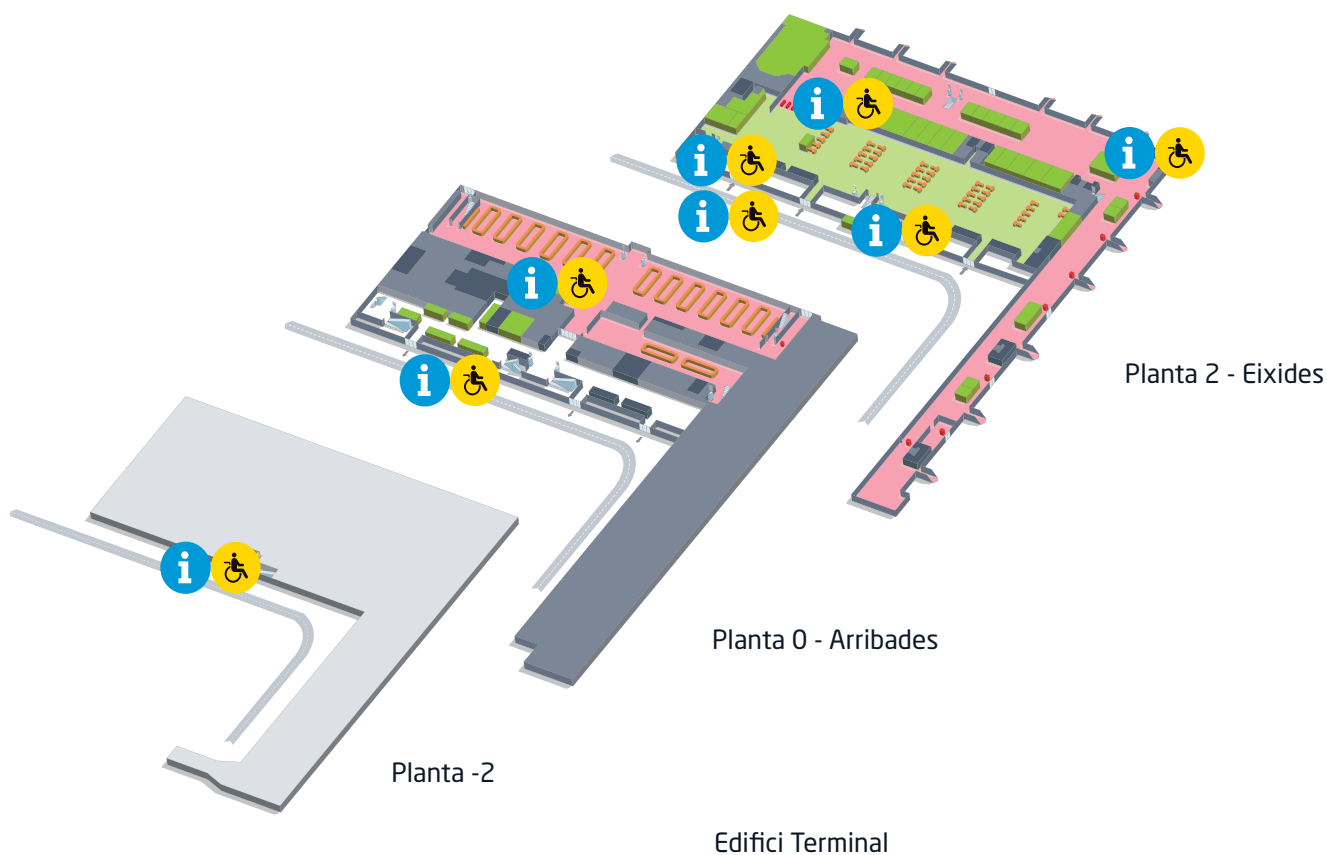 Planta 2 - Eixides
Planta 0 - Arribades
Planta -2
Edifici Terminal